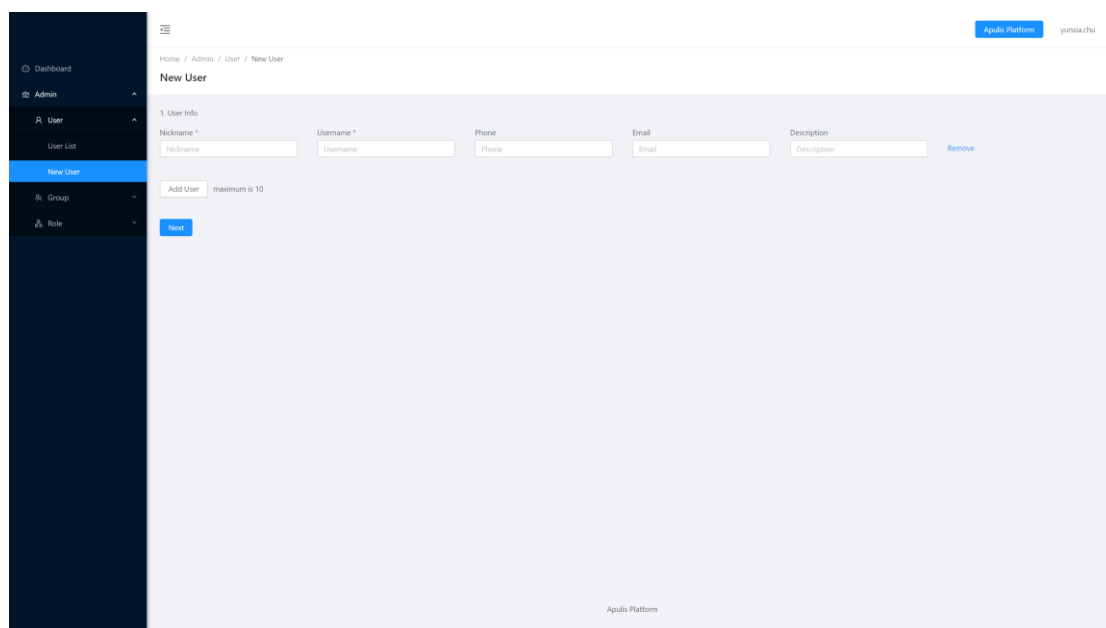 Apulis Platform yunxia.chu
Dashboard
Admin
User
User List
New User
Group
Role
Home / Admin / User / New User
New User
1. User Info
Nickname * Username * Phone Email Description
Nickname Username Phone Email Description Remove
Add User maximum is 10
Next
Apulis Platform